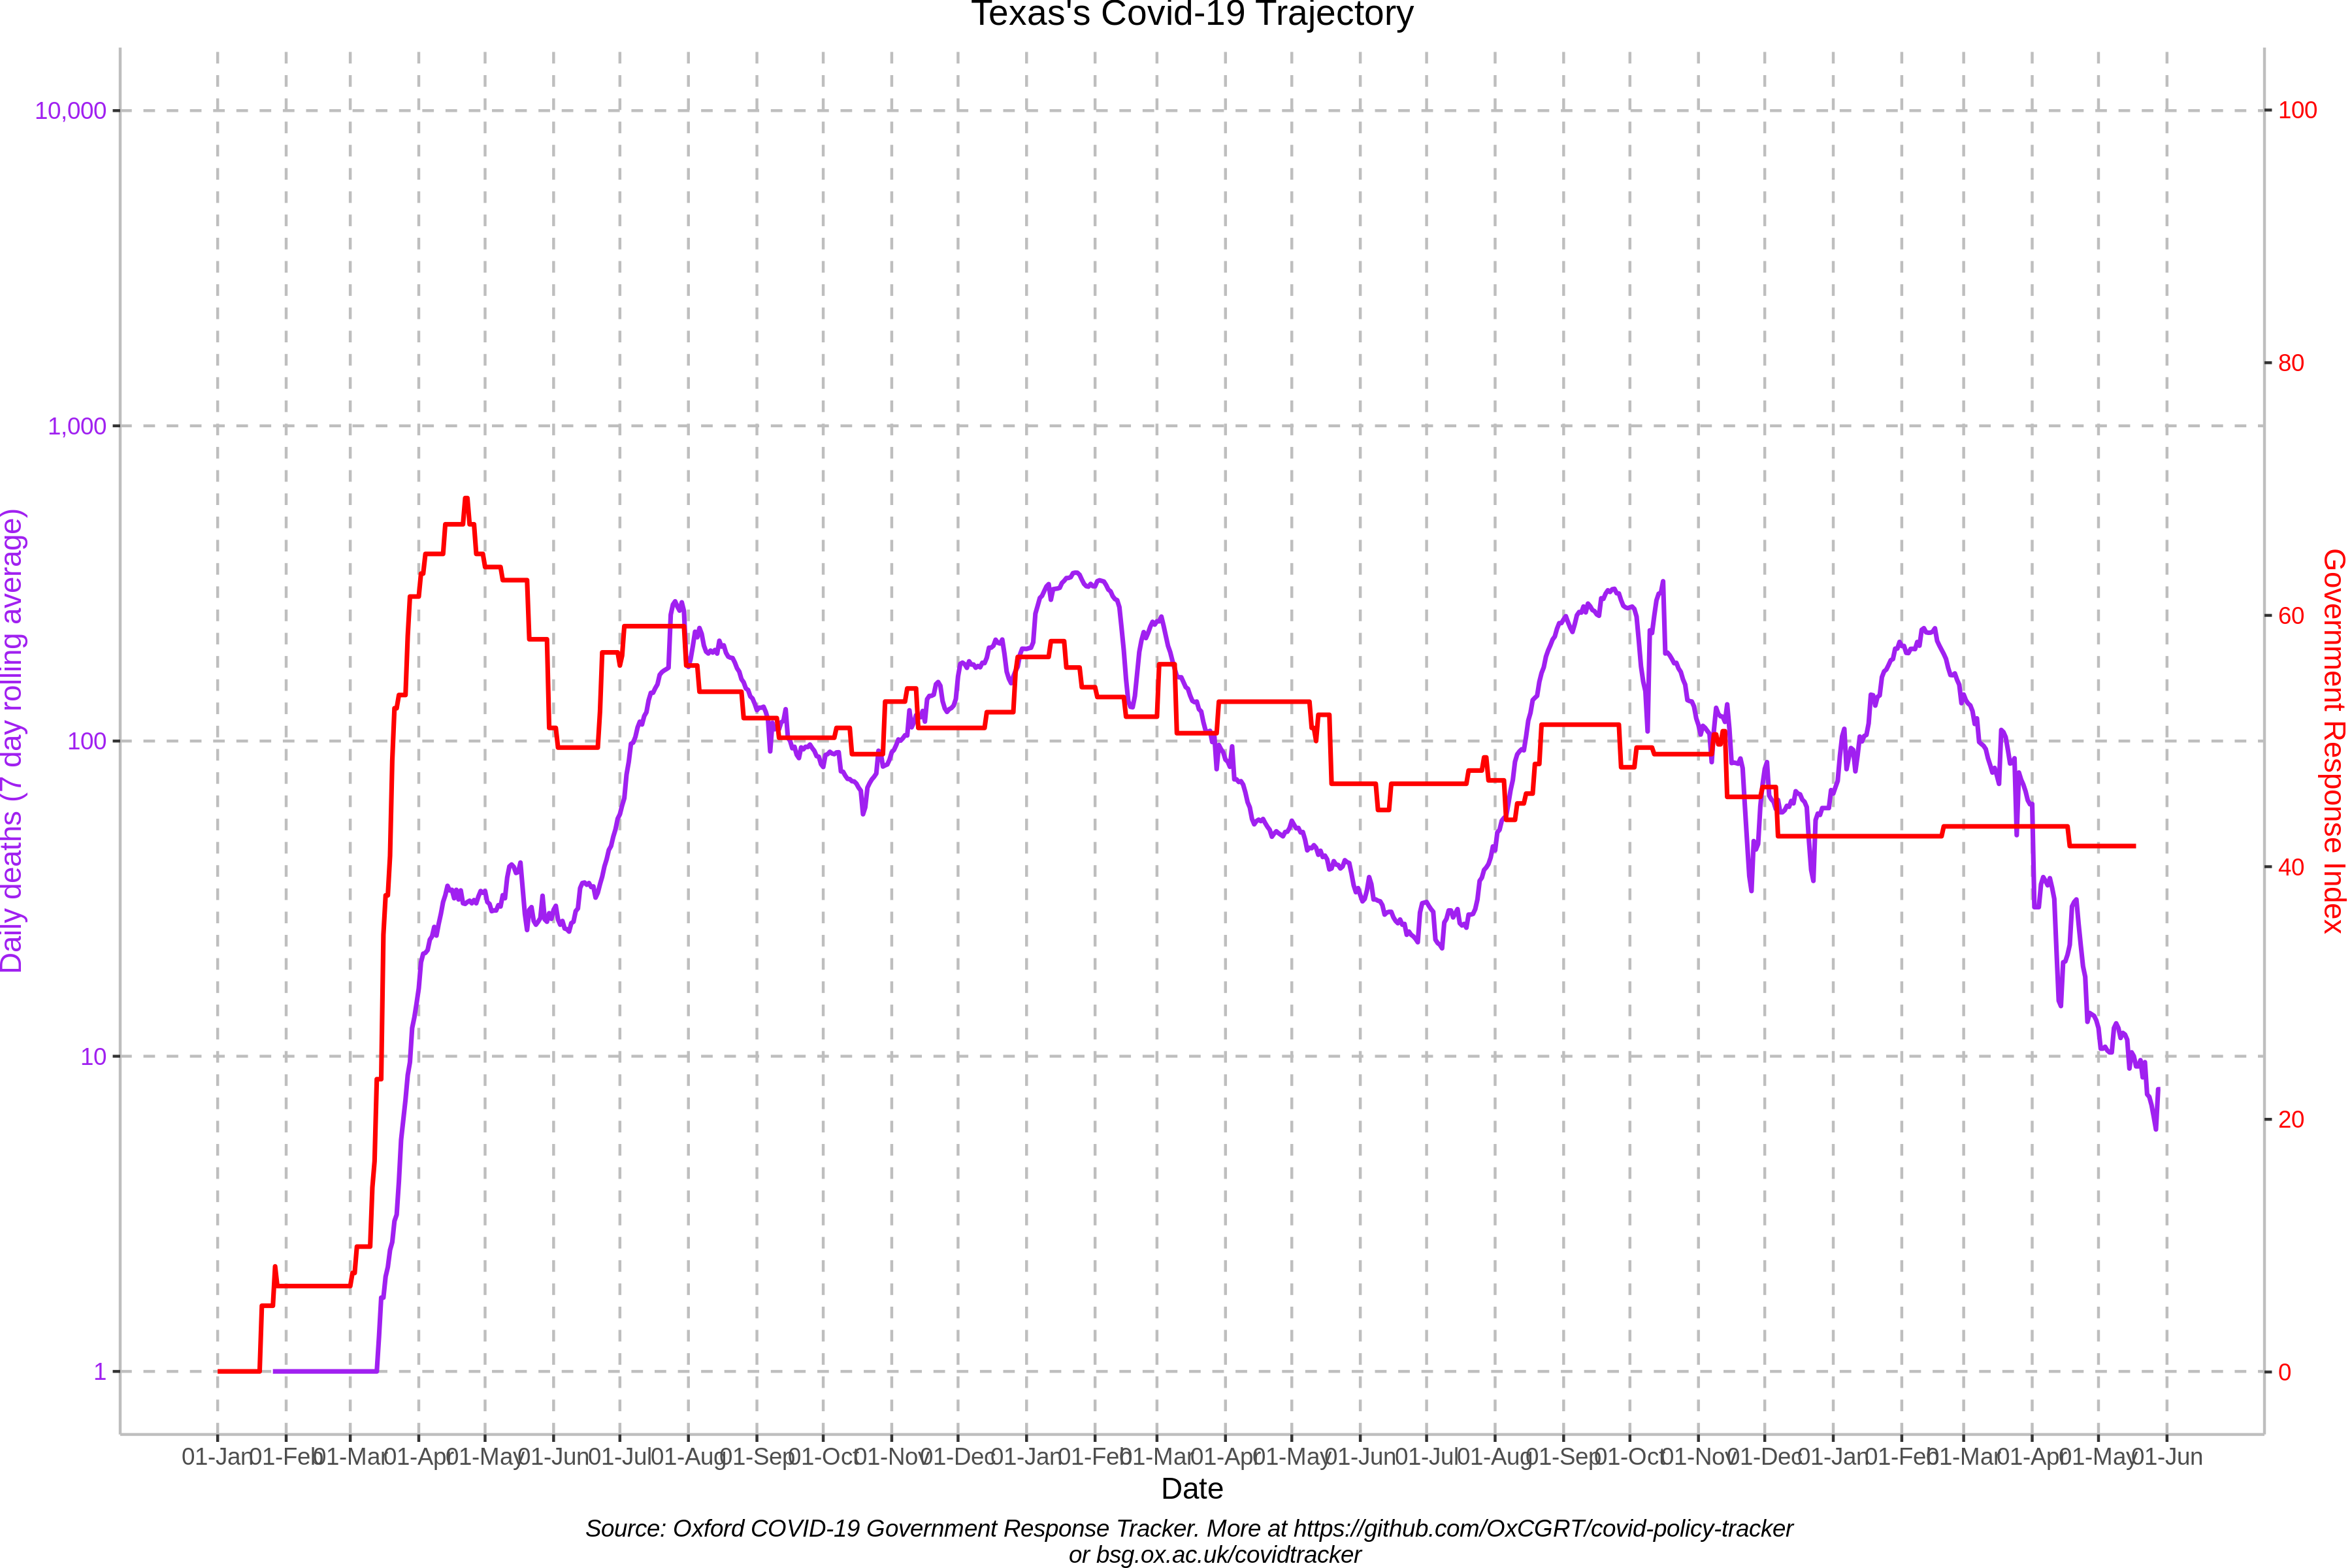 Texas's Covid-19 Trajectory
10,000
1,000
100
10
1
Daily deaths (7 day rolling average)
100
80
60
40
20
0
Government Response Index
01-Jan 01-Feb 01-Mar 01-Apr 01-May 01-Jun 01-Jul 01-Aug 01-Sep 01-Oct 01-Nov 01-Dec 01-Jan 01-Feb 01-Mar 01-Apr 01-May 01-Jun 01-Jul 01-Aug 01-Sep 01-Oct 01-Nov 01-Dec 01-Jan 01-Feb 01-Mar 01-Apr 01-May 01-Jun
Date
Source: Oxford COVID-19 Government Response Tracker. More at https://github.com/OxCGRT/covid-policy-tracker
or bsg.ox.ac.uk/covidtracker